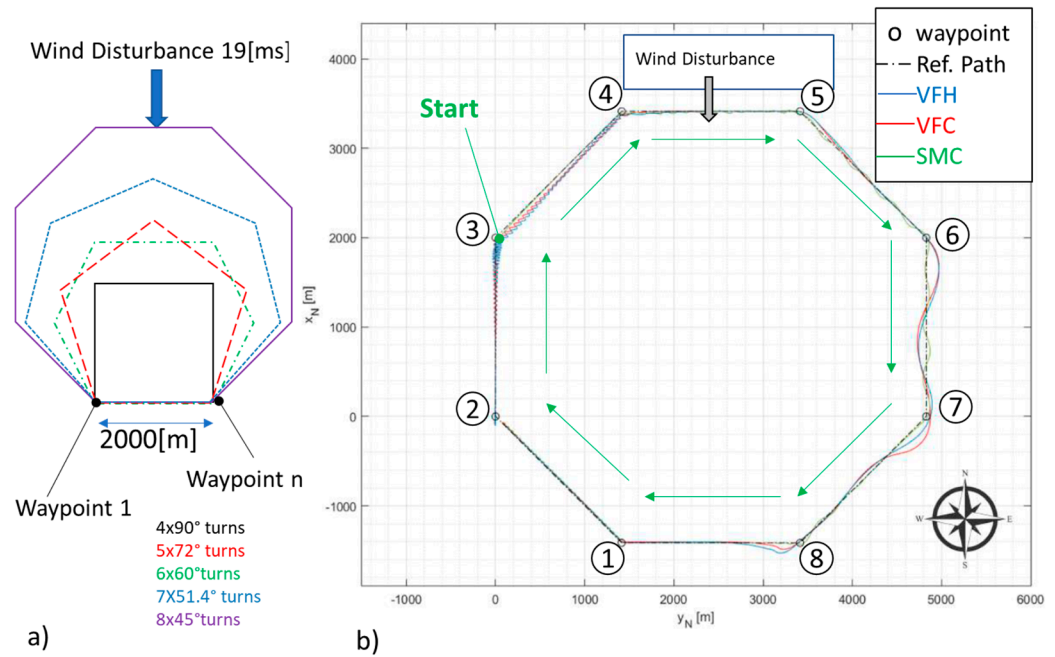 Wind Disturbance 19[ms]
2000[m]
Waypoint 1
Waypoint n
4x90° turns
5x72° turns
6x60°turns
7X51.4° turns
8x45°turns
a)
waypoint
Ref. Path
VFH
VFC
SMC
Wind Disturbance
Start
4
5
3
6
2
7
1
8
4000
3000
2000
1000
0
-1000
x_N [m]
-1000
0
1000
2000
3000
4000
5000
6000
y_N [m]
N
W
E
S
b)